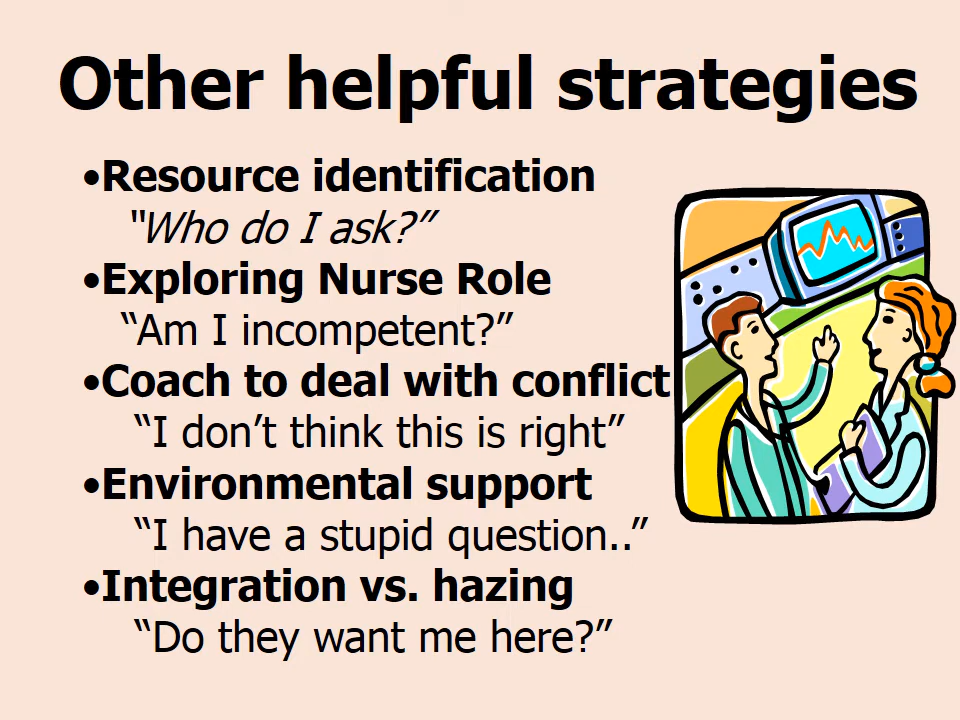 Other helpful strategies
•Resource identification
"Who do I ask?”
•Exploring Nurse Role
“Am I incompetent?”
•Coach to deal with conflict
“I don’t think this is right”
•Environmental support
“I have a stupid question..”
•Integration vs. hazing
“Do they want me here?”